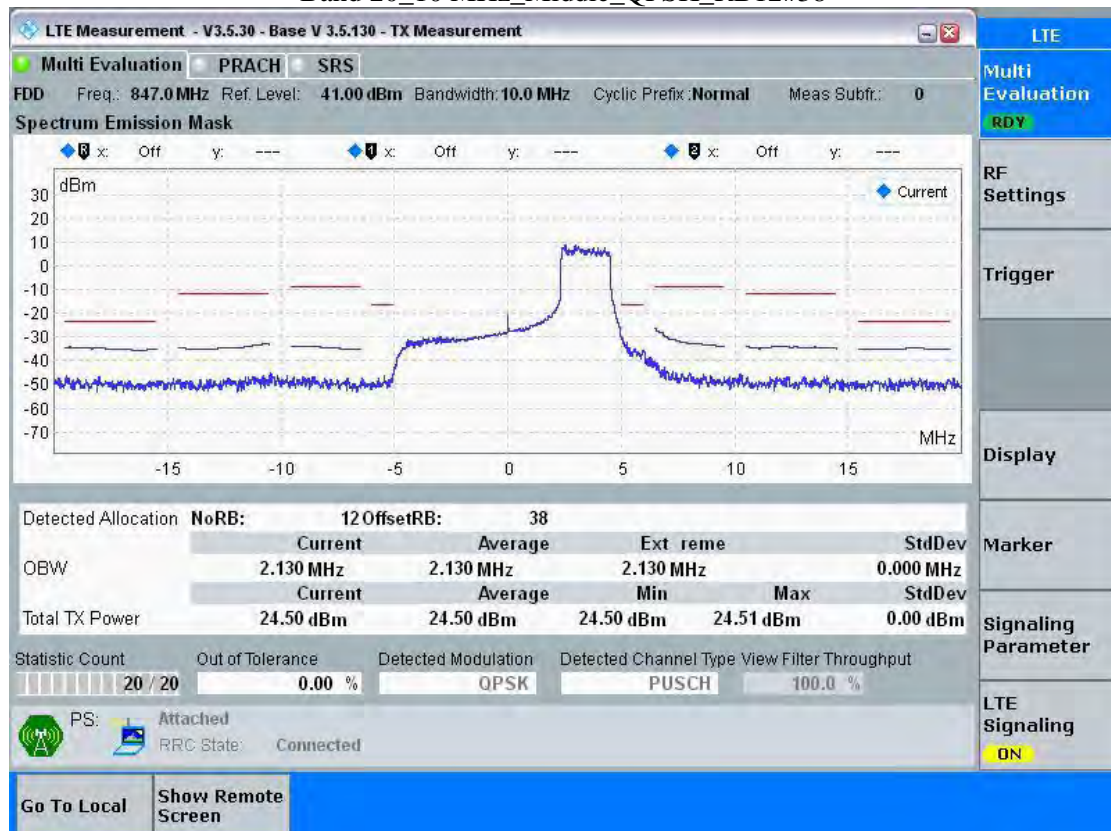 LTE Measurement - V3.5.30 - Base V 3.5.130 - TX Measurement
LTE
Multi Evaluation PRACH SRS
Multi
Evaluation
RDY
FDD Freq.: 847.0 MHz Ref. Level: 41.00 dBm Bandwidth: 10.0 MHz Cyclic Prefix : Normal Meas Subfr.: 0
Spectrum Emission Mask
R x: Off y: --- 1 x: Off y: --- 2 x: Off y: ---
RF
Settings
dBm
Current
30
20
10
0
-10
-20
-30
-40
-50
-60
-70
MHz
-15 -10 -5 0 5 10 15
Trigger
Display
Detected Allocation NoRB: 12 OffsetRB: 38
Current Average Ext reme StdDev
OBW 2.130 MHz 2.130 MHz 2.130 MHz 0.000 MHz
Current Average Min Max StdDev
Total TX Power 24.50 dBm 24.50 dBm 24.50 dBm 24.51 dBm 0.00 dBm
Marker
Signaling
Parameter
Statistic Count Out of Tolerance Detected Modulation Detected Channel Type View Filter Throughput
20 / 20 0.00 % QPSK PUSCH 100.0 %
PS: Attached
RRC State: Connected
LTE
Signaling
ON
Go To Local
Show Remote
Screen